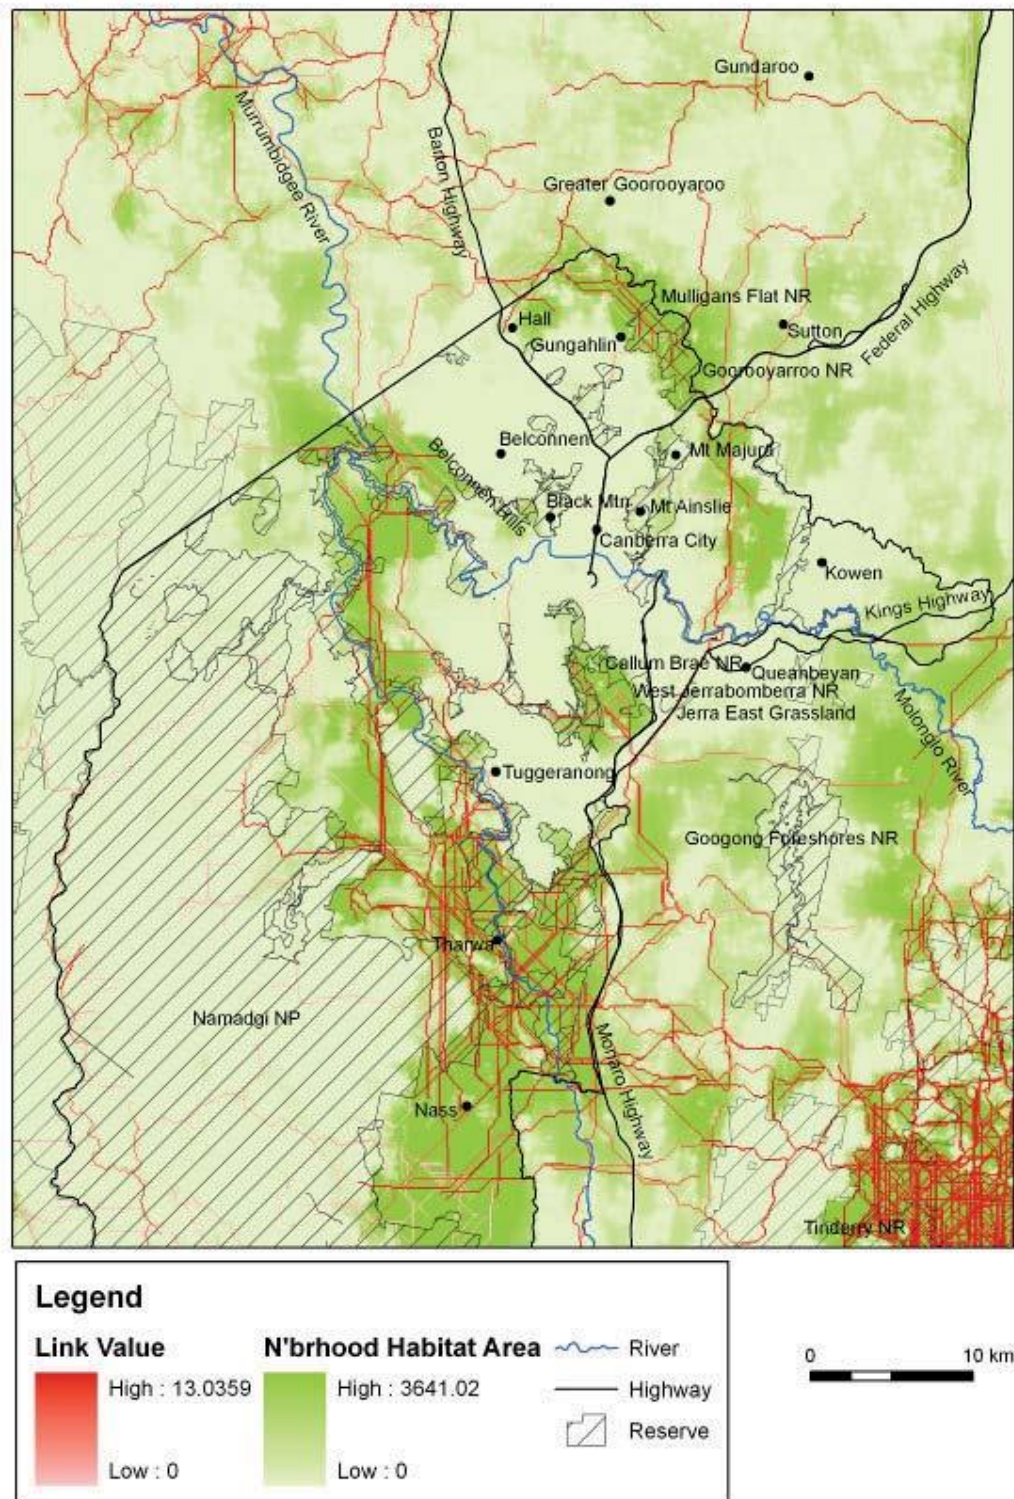 Gundaroo
Murrumbidgee River
Barton Highway
Greater Goorooyaroo
Mulligans Flat NR
Hall
Gungahlin
Sutton
Federal Highway
Goorooyarroo NR
Belconnen
Belconnen Hills
Mt Majura
Black Mtn
Mt Ainslie
Canberra City
Kowen
Kings Highway
Callum Brae NR
Queanbeyan
West Jerrabomberra NR
Jerra East Grassland
Molonglo River
Tuggeranong
Googong Foreshores NR
Tharwa
Namadgi NP
Monaro Highway
Nass
Tinderry NR
Legend
Link Value
High : 13.0359
Low : 0
N'brhood Habitat Area
High : 3641.02
Low : 0
River
Highway
Reserve
0 10 km